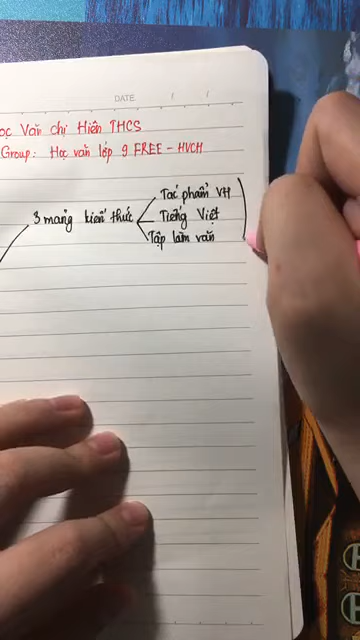 DATE / /
ọc Văn chị Hiên THCS
Group: Học văn lớp 9 FREE - HVCH
3 mảng kiến thức
Tác phẩm VH
Tiếng Việt
Tập làm văn